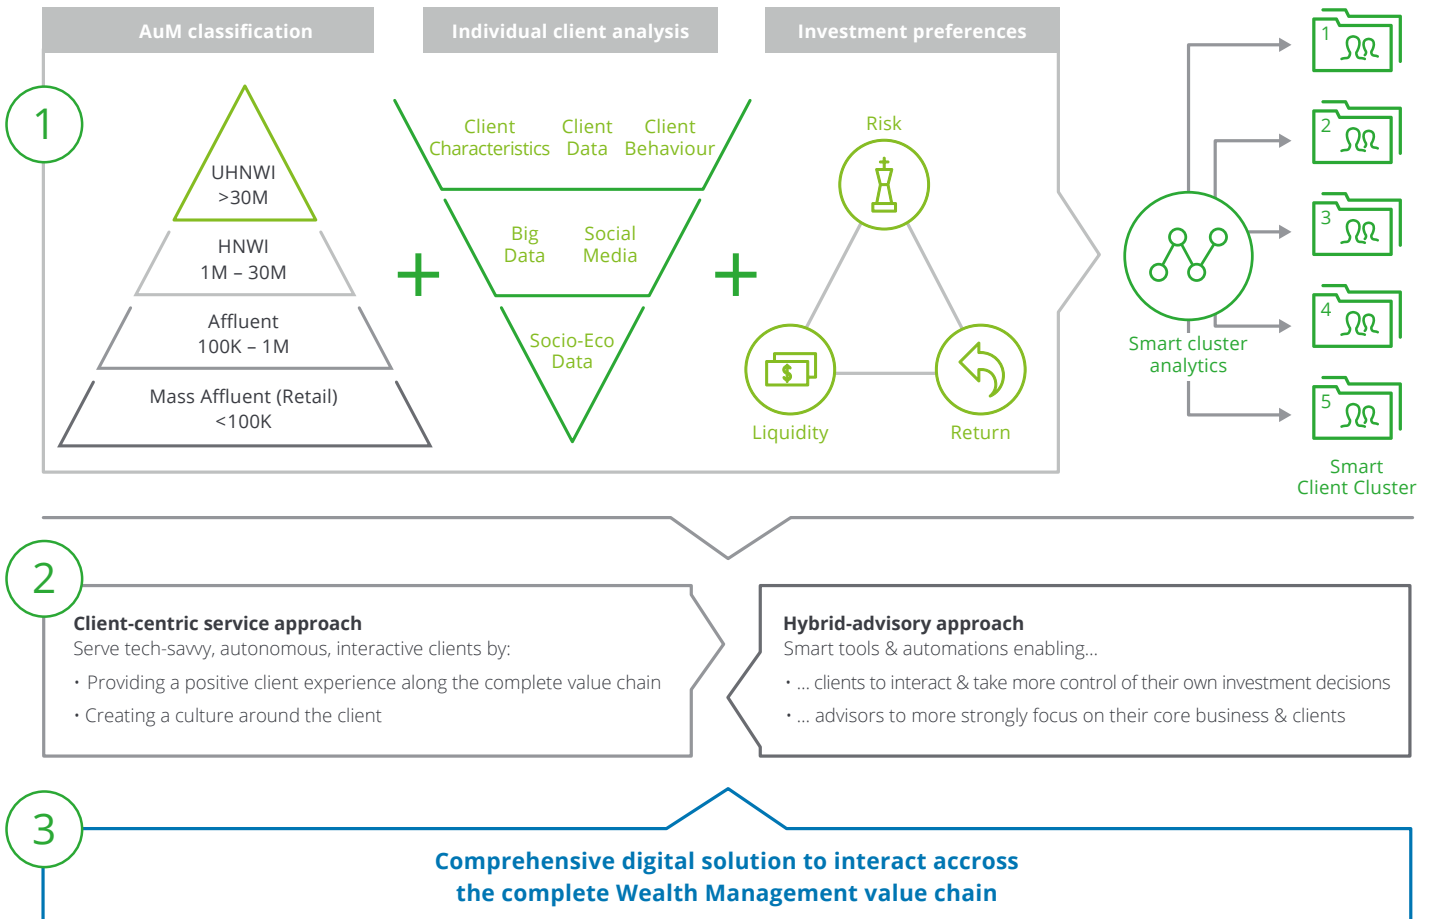 AuM classification
Individual client analysis
Investment preferences
1
UHNWI
>30M
HNWI
1M – 30M
Affluent
100K – 1M
Mass Affluent (Retail)
<100K
+
Client
Characteristics
Client
Data
Client
Behaviour
Big
Data
Social
Media
Socio-Eco
Data
+
Risk
$
Liquidity
Return
Smart cluster
analytics
1
2
3
4
5
Smart
Client Cluster
2
Client-centric service approach
Serve tech-savvy, autonomous, interactive clients by:
• Providing a positive client experience along the complete value chain
• Creating a culture around the client
Hybrid-advisory approach
Smart tools & automations enabling...
• ... clients to interact & take more control of their own investment decisions
• ... advisors to more strongly focus on their core business & clients
3
Comprehensive digital solution to interact accross
the complete Wealth Management value chain